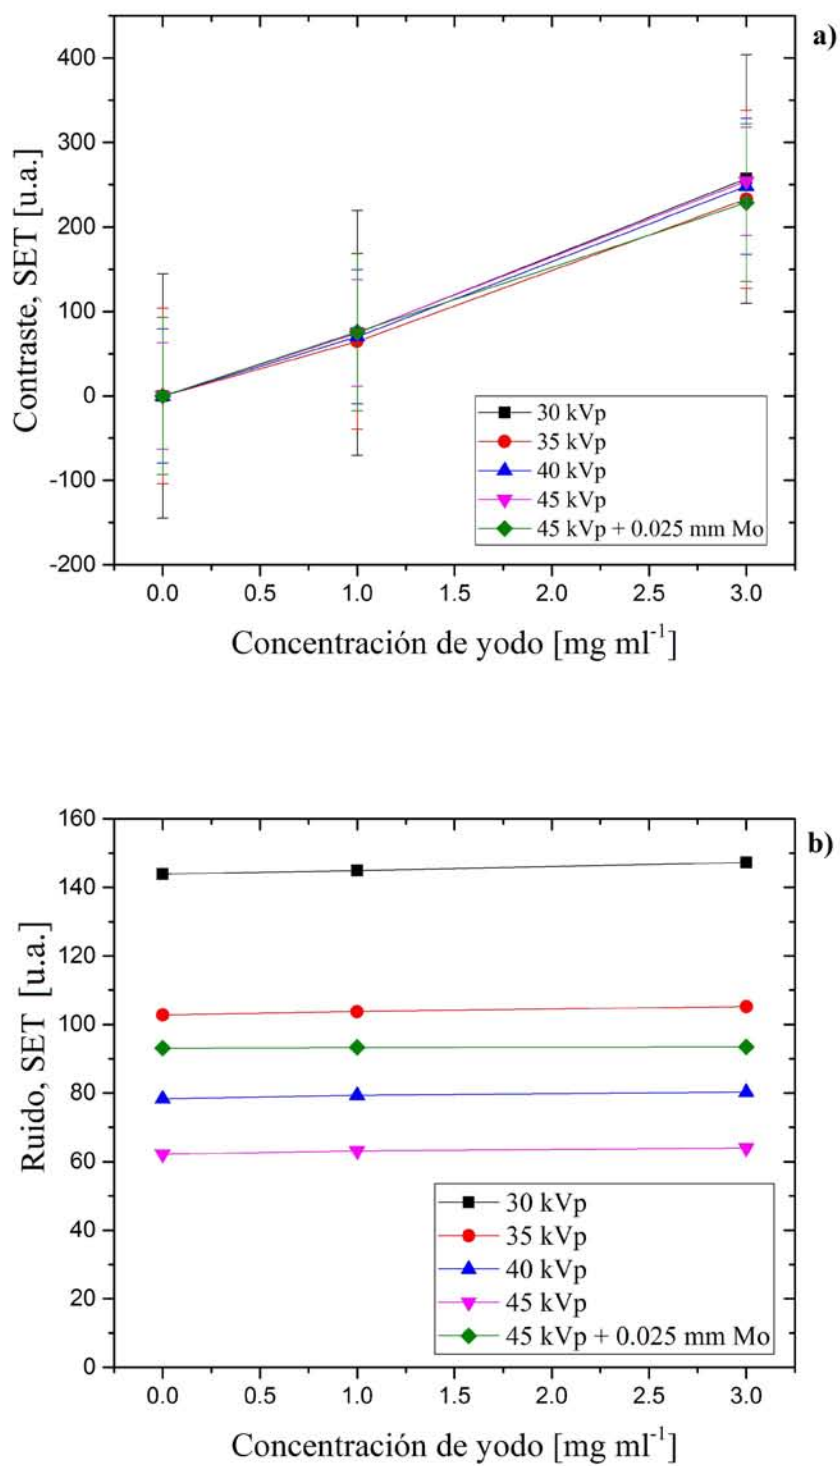 a)
Contraste, SET [u.a.]
400
300
200
100
0
-100
-200
30 kVp
35 kVp
40 kVp
45 kVp
45 kVp + 0.025 mm Mo
0.0 0.5 1.0 1.5 2.0 2.5 3.0
Concentración de yodo [mg ml⁻¹]
b)
Ruido, SET [u.a.]
160
140
120
100
80
60
40
20
0
30 kVp
35 kVp
40 kVp
45 kVp
45 kVp + 0.025 mm Mo
0.0 0.5 1.0 1.5 2.0 2.5 3.0
Concentración de yodo [mg ml⁻¹]